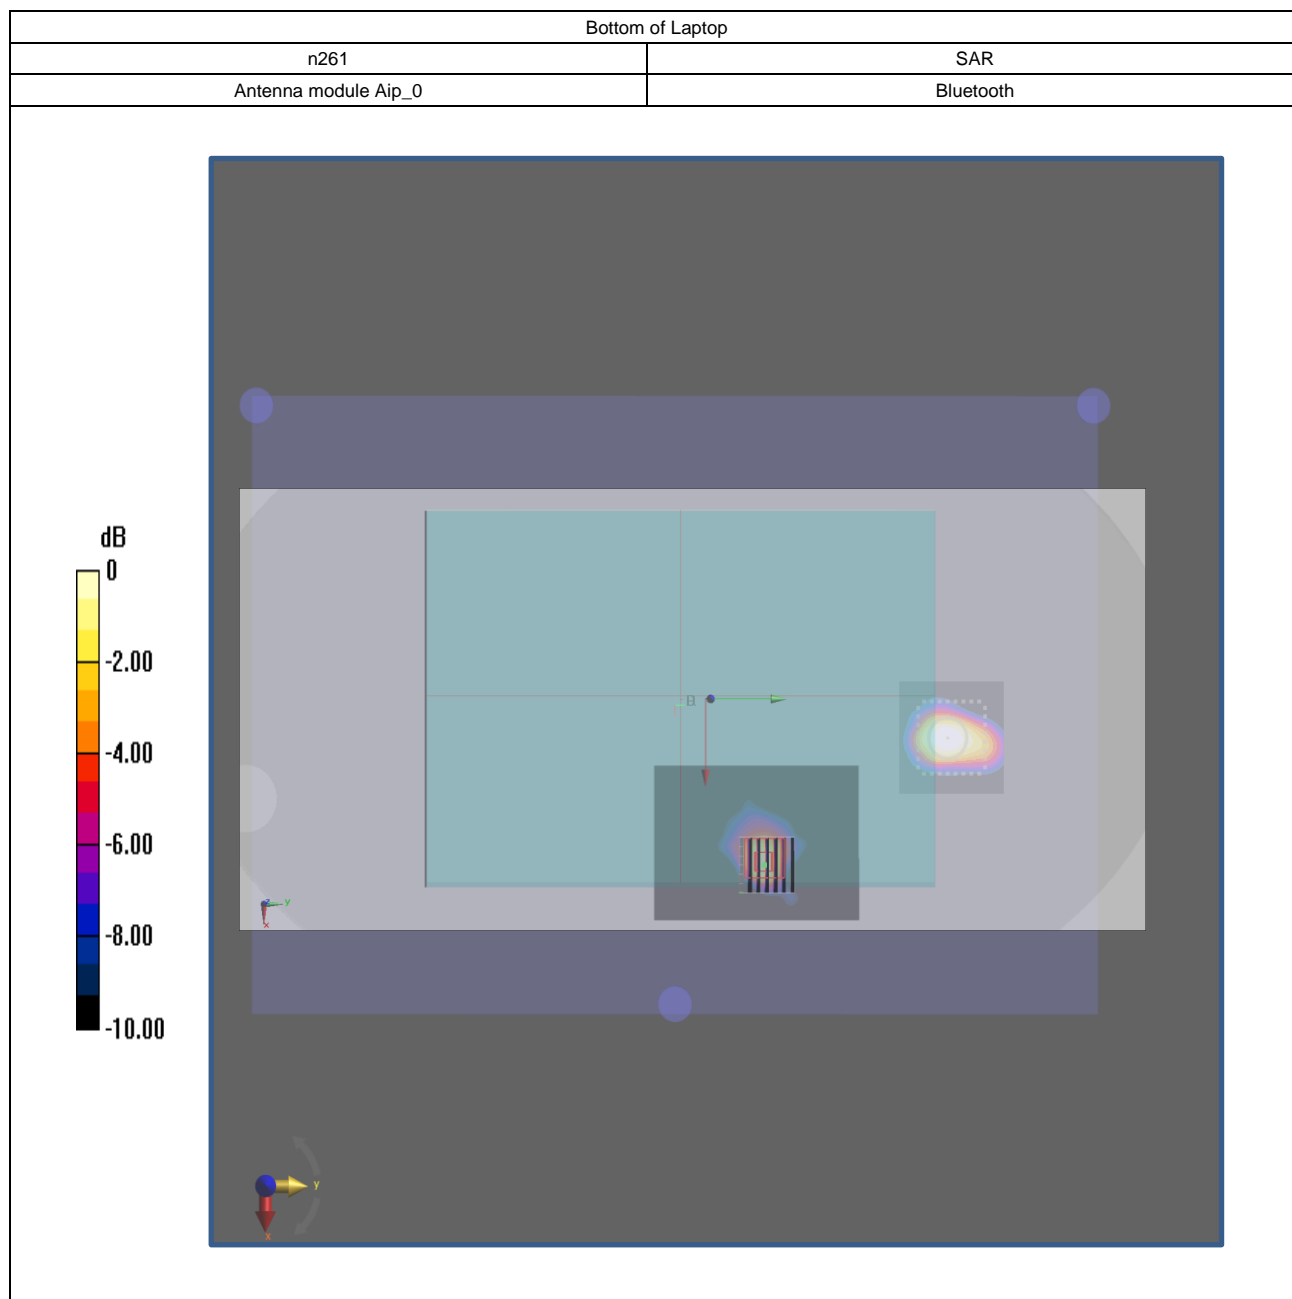 Bottom of Laptop
n261 SAR
Antenna module Aip_0 Bluetooth
dB
0
-2.00
-4.00
-6.00
-8.00
-10.00
z y
x
y
x